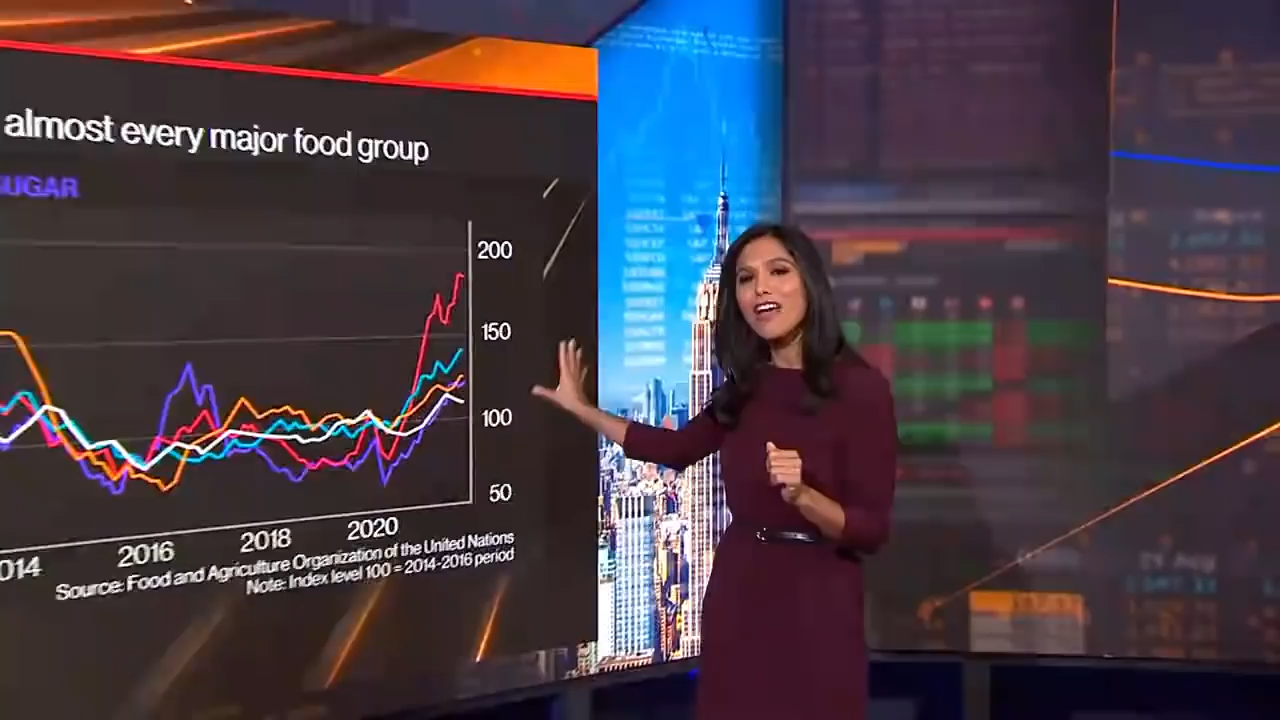 almost every major food group
SUGAR
200
150
100
50
014
2016
2018
2020
Source: Food and Agriculture Organization of the United Nations
Note: Index level 100 = 2014-2016 period